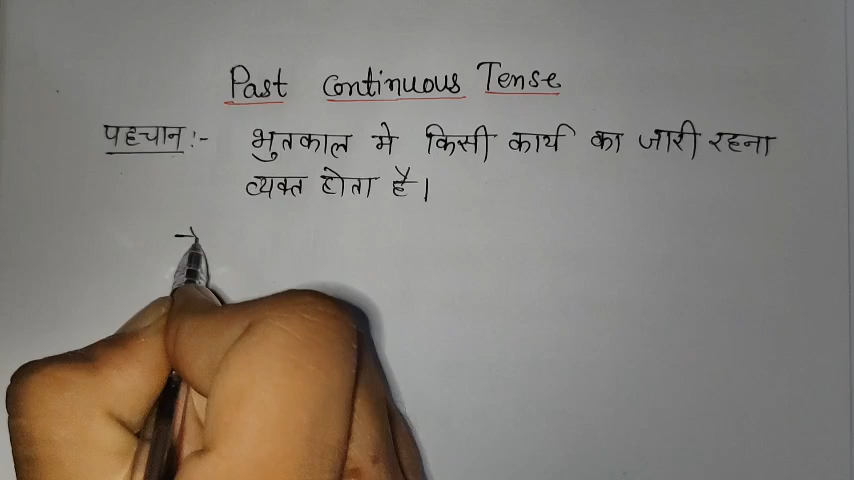 Past Continuous Tense
पहचान :- भुतकाल मे किसी कार्य का जारी रहना
व्यक्त होता है।
→